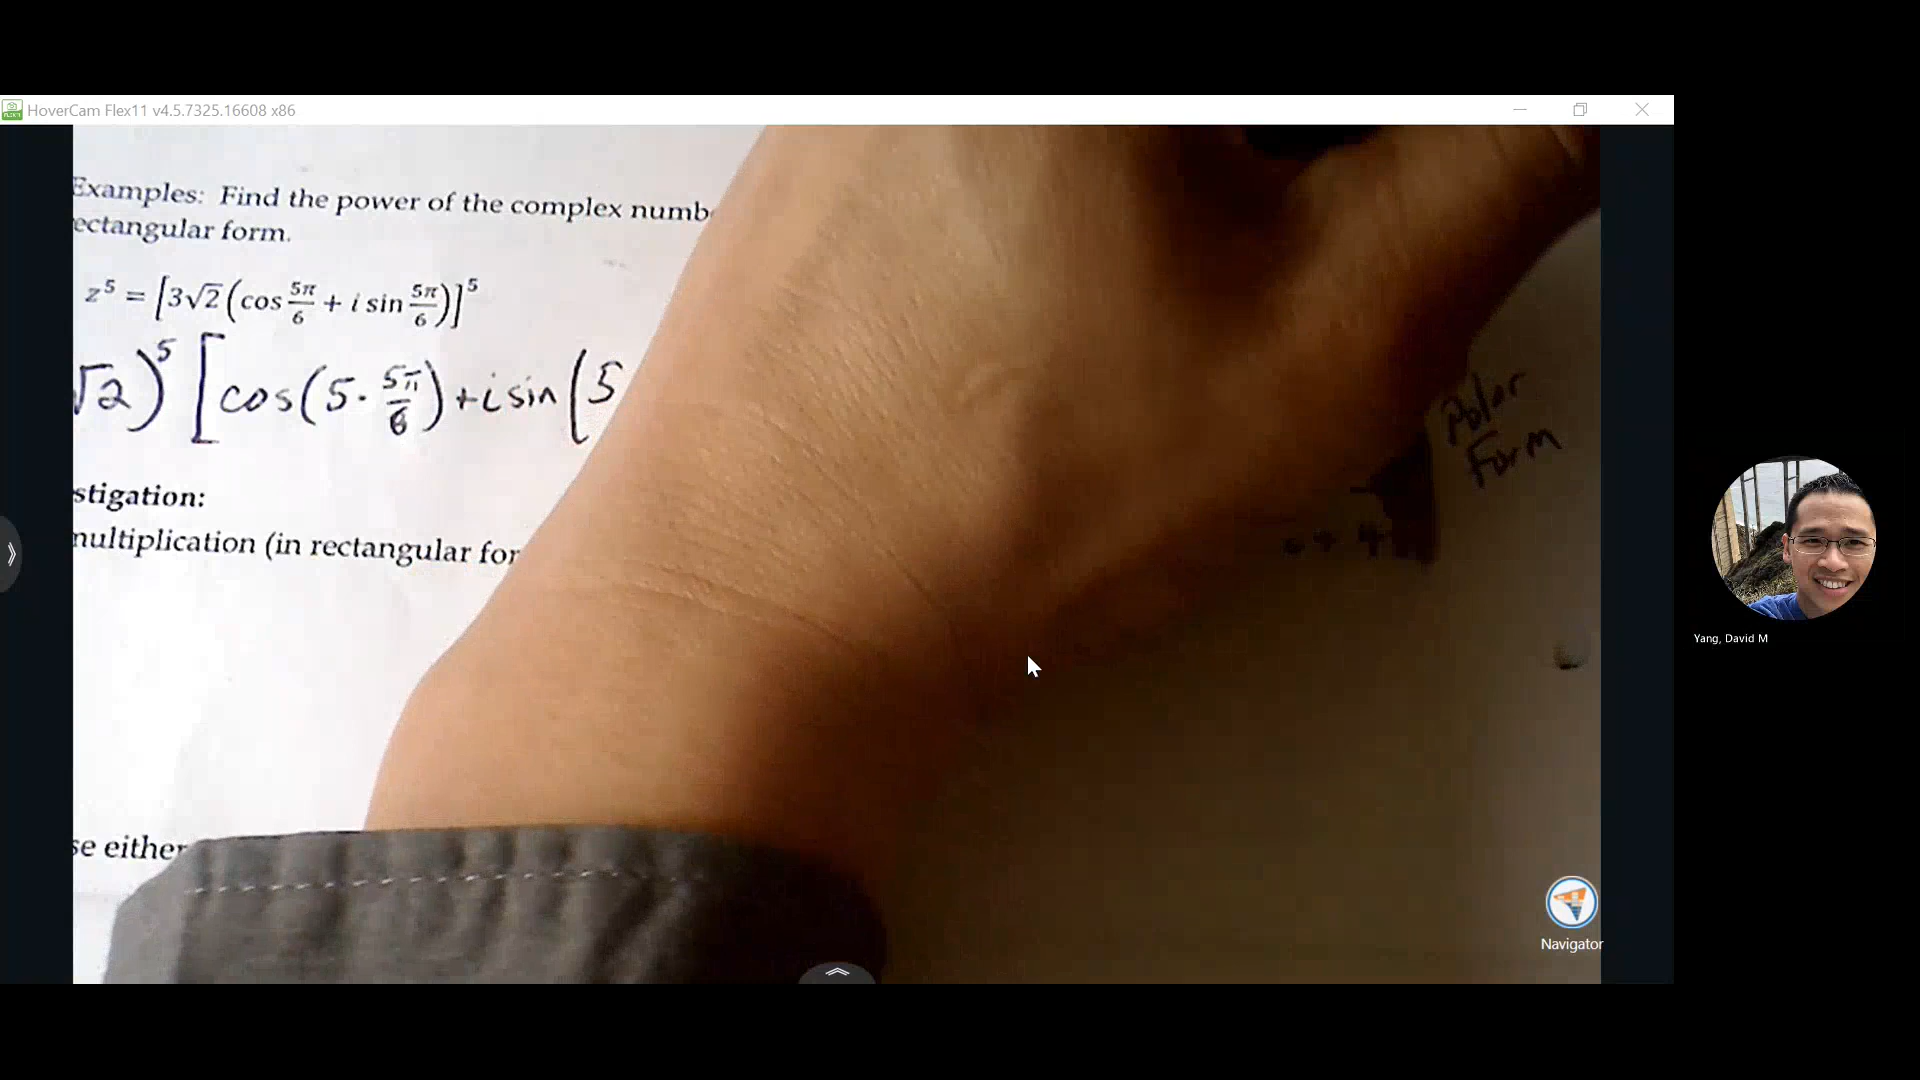 HoverCam Flex11 v4.5.7325.16608 x86
Examples: Find the power of the complex numb
ectangular form.
z⁵ = [3√2(cos 5π/6 + i sin 5π/6)]⁵
√2)⁵ [cos(5·5π/6)+i sin(5
Polar
Form
stigation:
multiplication (in rectangular for
se either
Yang, David M
Navigator